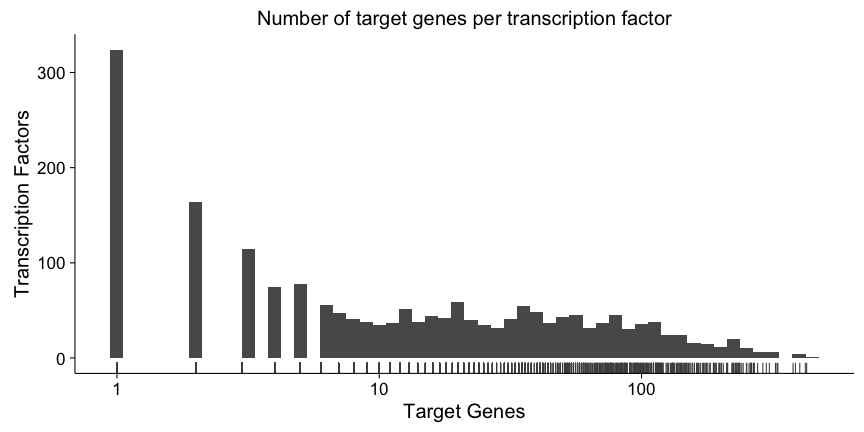 Number of target genes per transcription factor
300
200
100
0
Transcription Factors
1 10 100
Target Genes